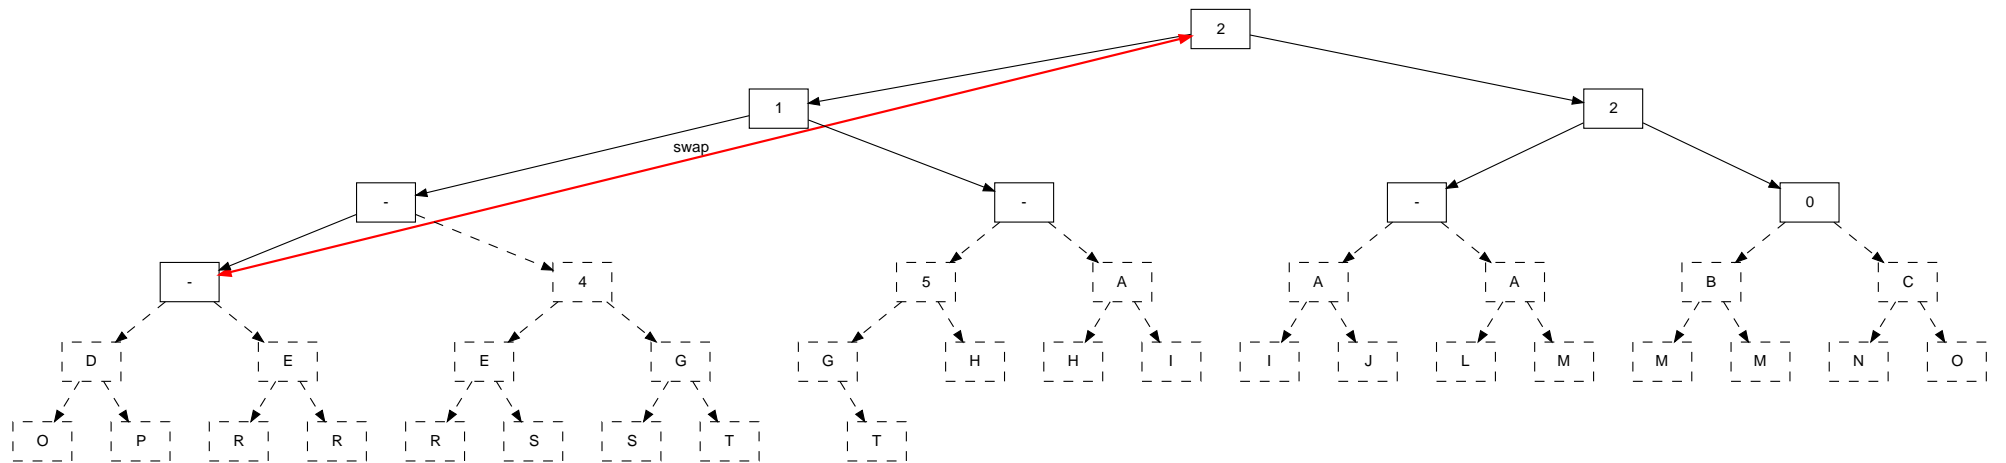 2
1 2
swap
- - - 0
- 4 5 A A A B C
D E E G G H H I I J L M M M N O
O P R R R S S T T